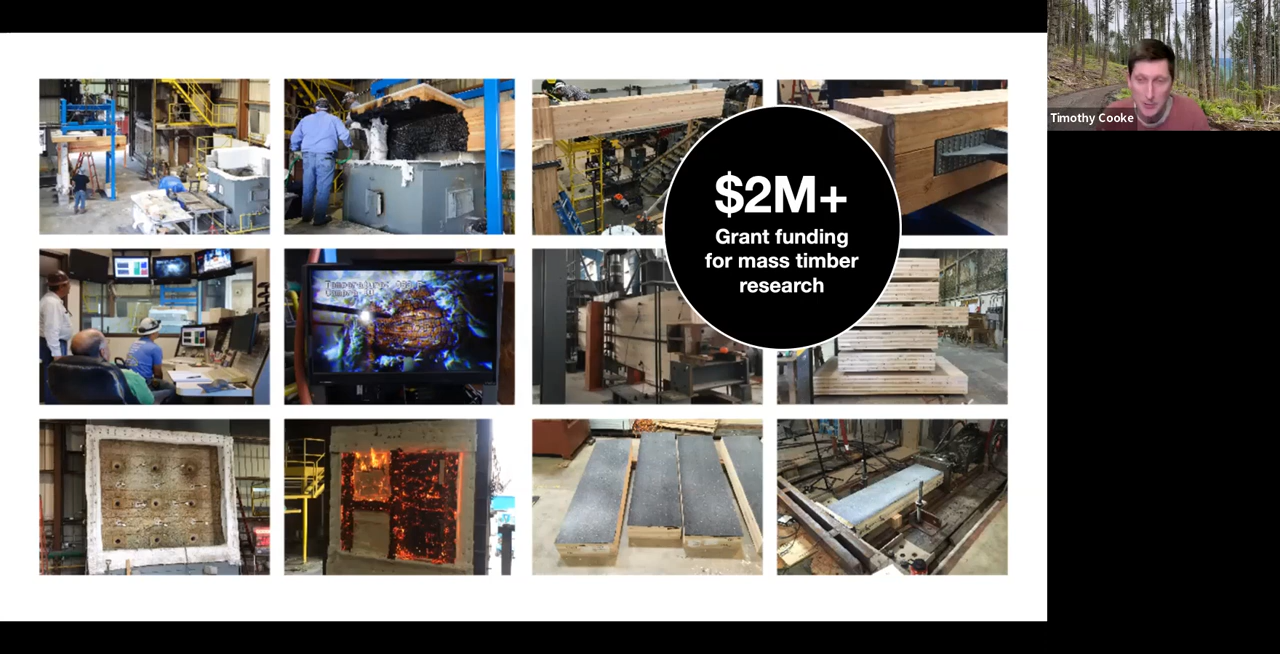 $2M+
Grant funding
for mass timber
research
Timothy Cooke